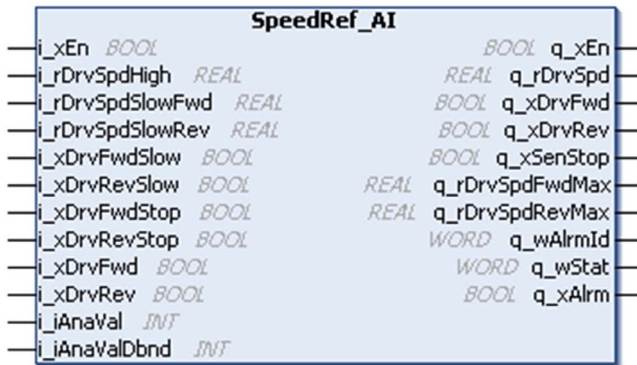 SpeedRef_AI
i_xEn BOOL BOOL q_xEn
i_rDrvSpdHigh REAL REAL q_rDrvSpd
i_rDrvSpdSlowFwd REAL BOOL q_xDrvFwd
i_rDrvSpdSlowRev REAL BOOL q_xDrvRev
i_xDrvFwdSlow BOOL BOOL q_xSenStop
i_xDrvRevSlow BOOL REAL q_rDrvSpdFwdMax
i_xDrvFwdStop BOOL REAL q_rDrvSpdRevMax
i_xDrvRevStop BOOL WORD q_wAlrmId
i_xDrvFwd BOOL WORD q_wStat
i_xDrvRev BOOL BOOL q_xAlrm
i_iAnaVal INT
i_iAnaValDbnd INT